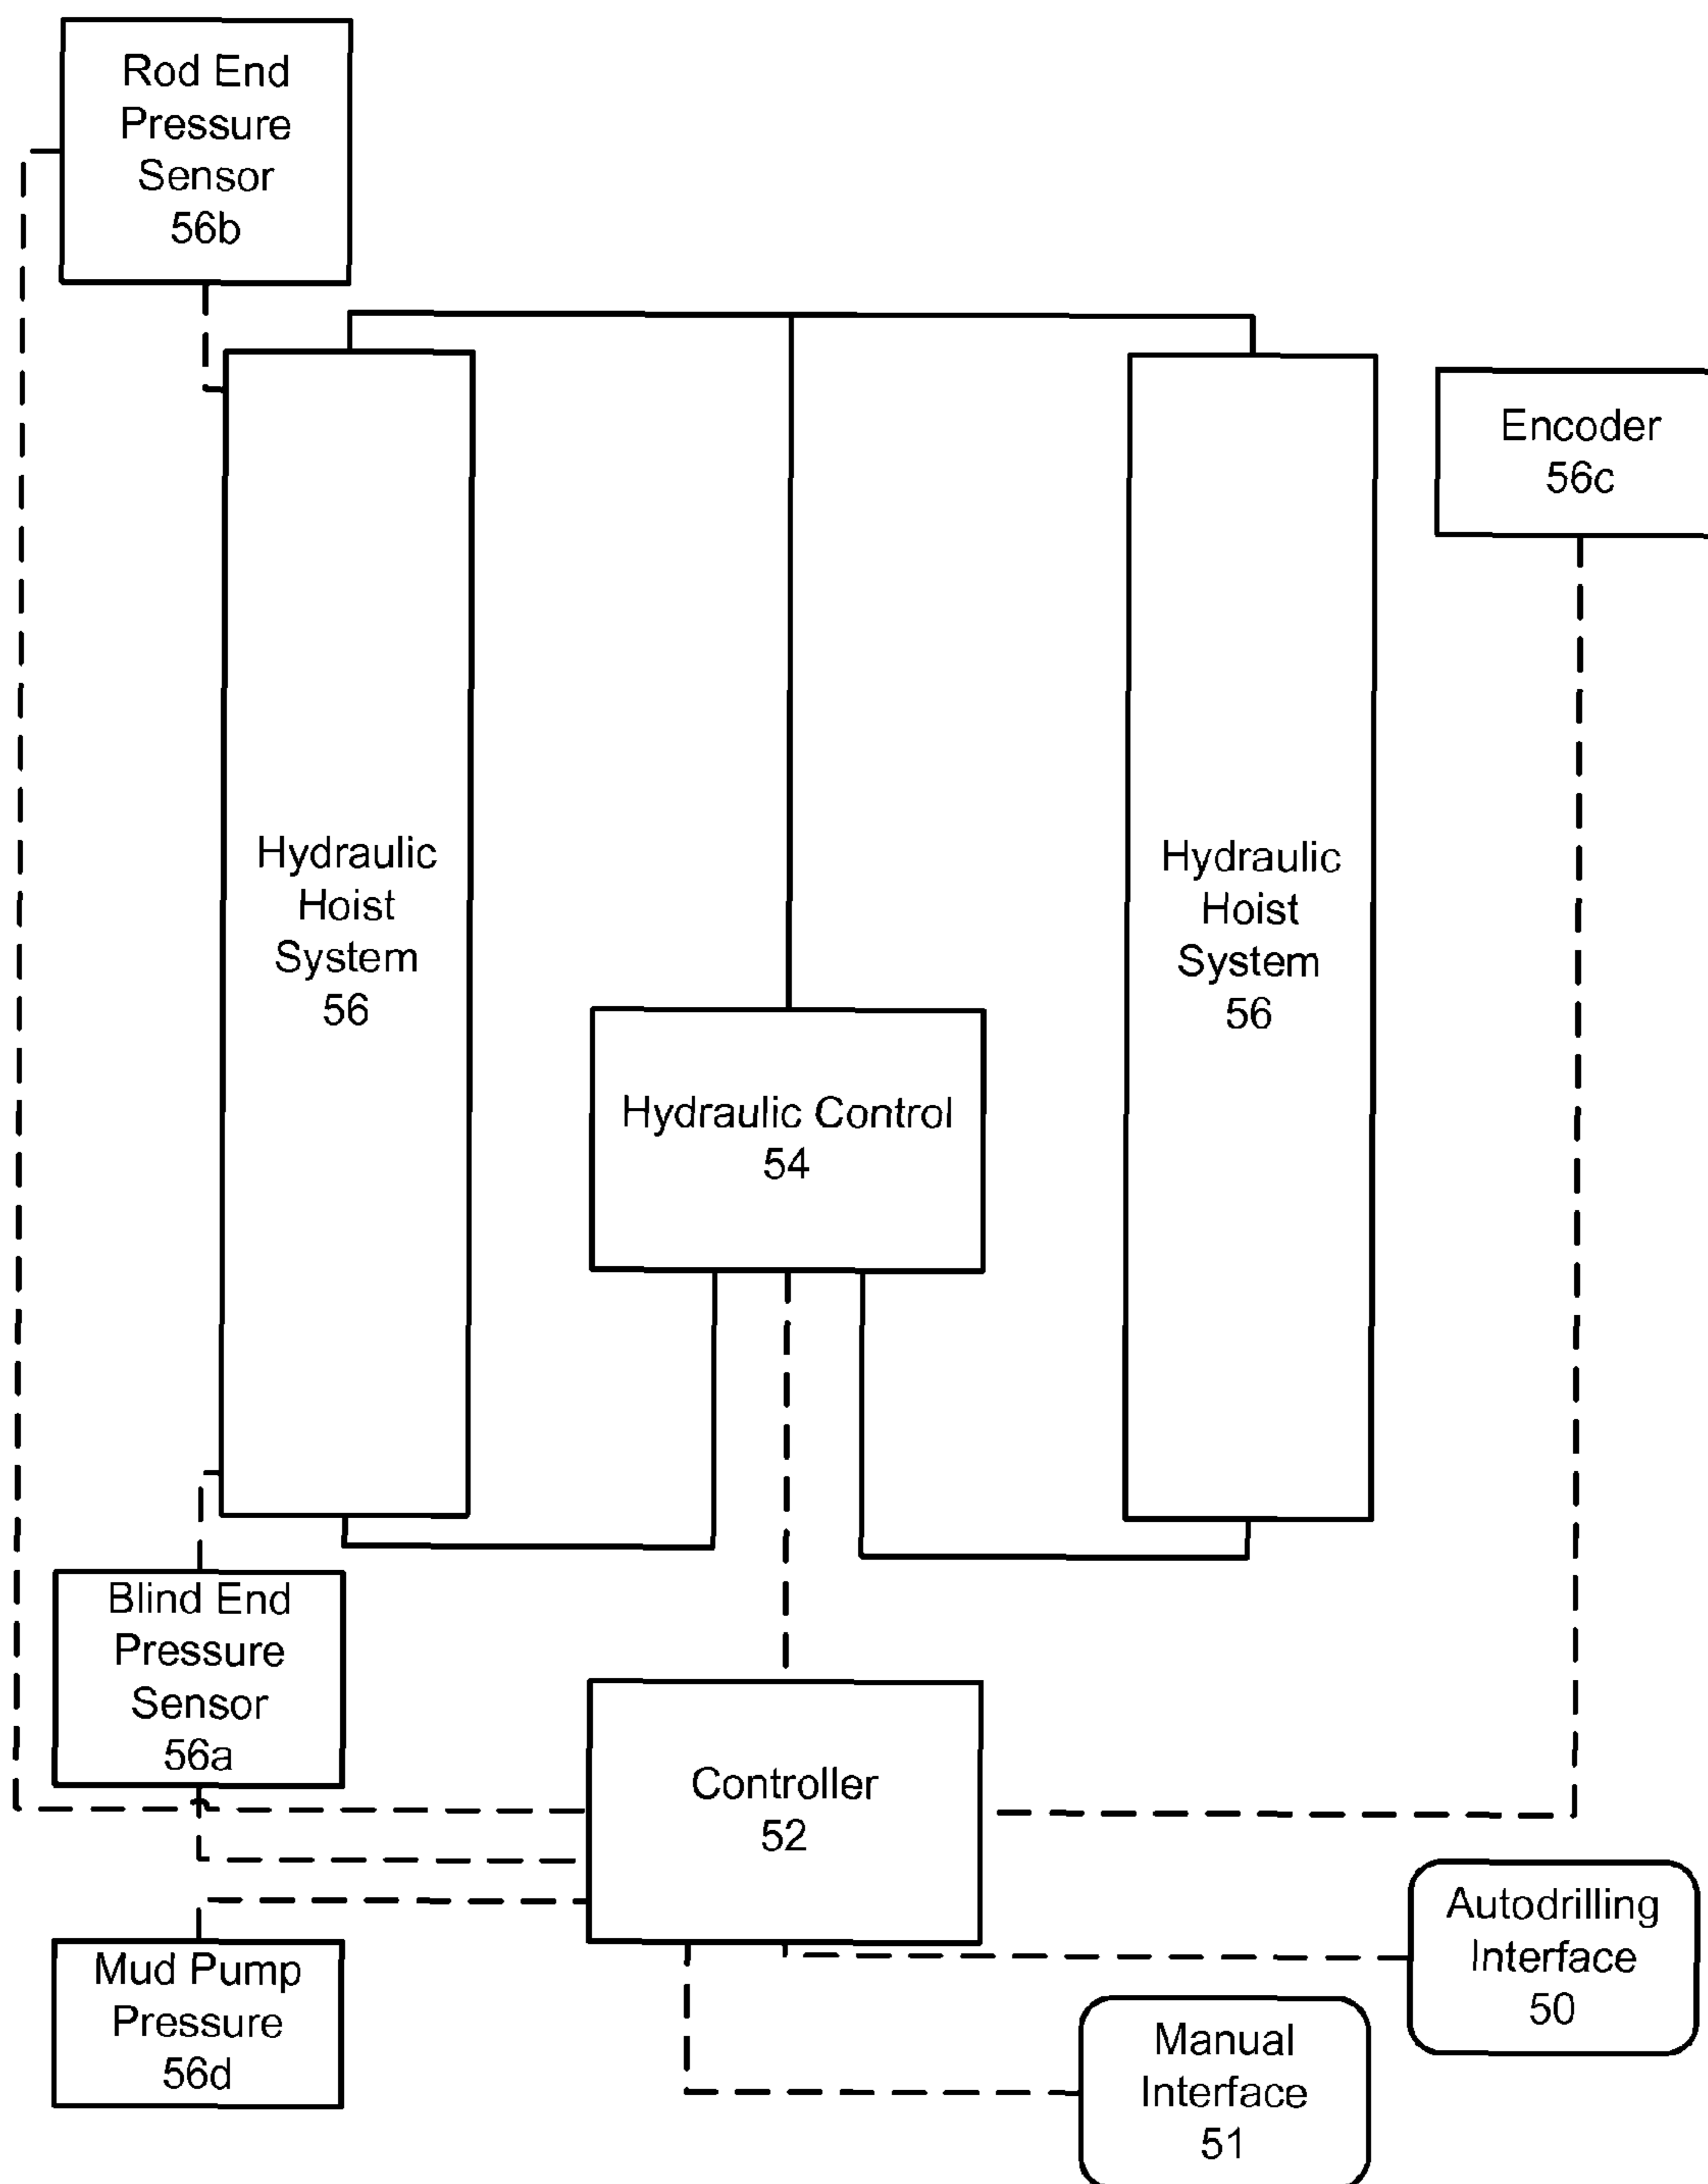 Rod End
Pressure
Sensor
56b
Encoder
56c
Hydraulic
Hoist
System
56
Hydraulic
Hoist
System
56
Hydraulic Control
54
Blind End
Pressure
Sensor
56a
Controller
52
Autodrilling
Interface
50
Mud Pump
Pressure
56d
Manual
Interface
51